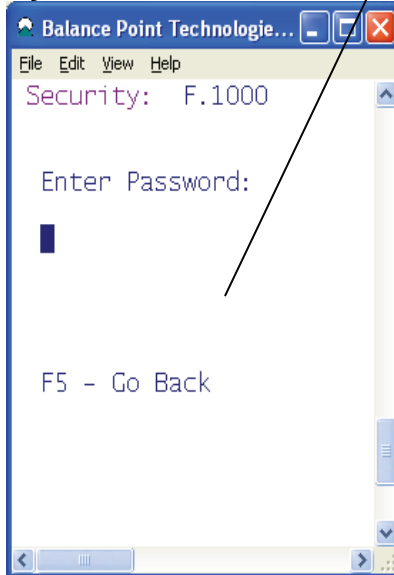 Balance Point Technologie...
File Edit View Help
Security: F.1000
Enter Password:
F5 - Go Back